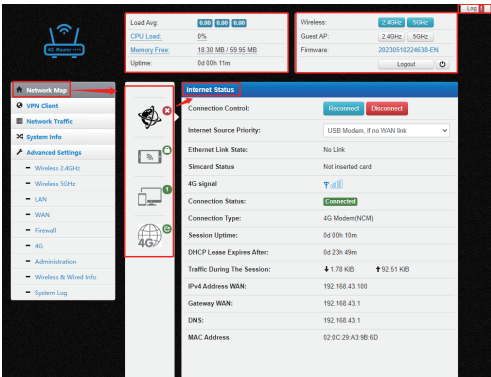 Log
Load Avg: 0.00 0.00 0.00
CPU Load: 0%
Memory Free: 18.30 MB / 59.95 MB
Uptime: 0d 00h 11m
Wireless: 2.4GHz 5GHz
Guest AP: 2.4GHz 5GHz
Firmware: 20230510224638-EN
Logout
4G Router
Network Map
VPN Client
Network Traffic
System Info
Advanced Settings
Wireless 2.4GHz
Wireless 5GHz
LAN
WAN
Firewall
4G
Administration
Wireless & Wired Info
System Log
1
4G?
Internet Status
Connection Control: Reconnect Disconnect
Internet Source Priority: USB Modem, if no WAN link
Ethernet Link State: No Link
Simcard Status Not inserted card
4G signal
Connection Status: Connected
Connection Type: 4G Modem(NCM)
Session Uptime: 0d 00h 10m
DHCP Lease Expires After: 0d 23h 49m
Traffic During The Session: 1.78 KiB 92.51 KiB
IPv4 Address WAN: 192.168.43.100
Gateway WAN: 192.168.43.1
DNS: 192.168.43.1
MAC Address 02:0C:29:A3:9B:6D